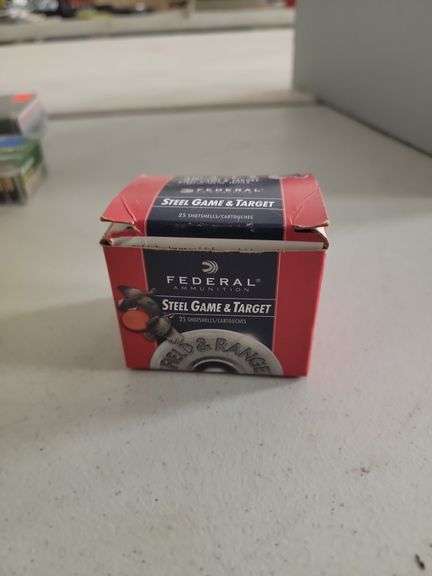 FEDERAL
STEEL GAME & TARGET
25 SHOTSHELLS/CARTOUCHES
FEDERAL®
AMMUNITION
STEEL GAME & TARGET
25 SHOTSHELLS/CARTOUCHES
FIELD & RANGE